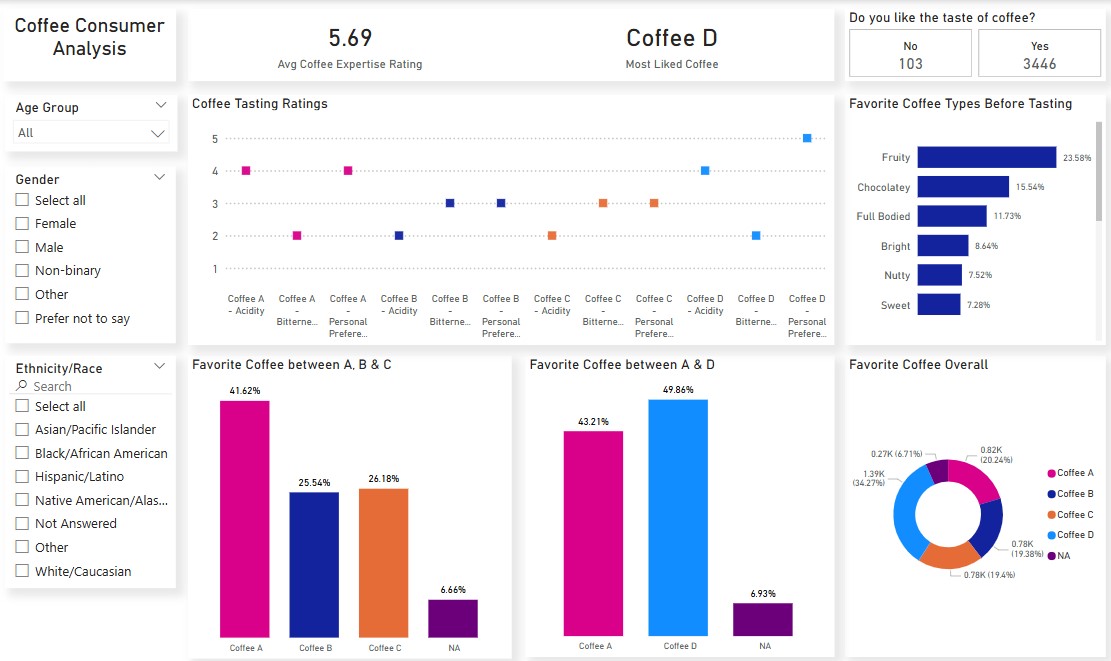 Coffee Consumer
Analysis
5.69
Avg Coffee Expertise Rating
Coffee D
Most Liked Coffee
Do you like the taste of coffee?
No
103
Yes
3446
Age Group
All
Gender
Select all
Female
Male
Non-binary
Other
Prefer not to say
Ethnicity/Race
Search
Select all
Asian/Pacific Islander
Black/African American
Hispanic/Latino
Native American/Alas...
Not Answered
Other
White/Caucasian
Coffee Tasting Ratings
5
4
3
2
1
Coffee A
- Acidity
Coffee A
-
Bitterne...
Coffee A
-
Personal
Prefere...
Coffee B
- Acidity
Coffee B
-
Bitterne...
Coffee B
-
Personal
Prefere...
Coffee C
- Acidity
Coffee C
-
Bitterne...
Coffee C
-
Personal
Prefere...
Coffee D
- Acidity
Coffee D
-
Bitterne...
Coffee D
-
Personal
Prefere...
Favorite Coffee Types Before Tasting
Fruity 23.58%
Chocolatey 15.54%
Full Bodied 11.73%
Bright 8.64%
Nutty 7.52%
Sweet 7.28%
Favorite Coffee between A, B & C
41.62%
25.54%
26.18%
6.66%
Coffee A
Coffee B
Coffee C
NA
Favorite Coffee between A & D
43.21%
49.86%
6.93%
Coffee A
Coffee D
NA
Favorite Coffee Overall
0.27K (6.71%)
0.82K
(20.24%)
1.39K
(34.27%)
0.78K
(19.38%)
0.78K (19.4%)
Coffee A
Coffee B
Coffee C
Coffee D
NA